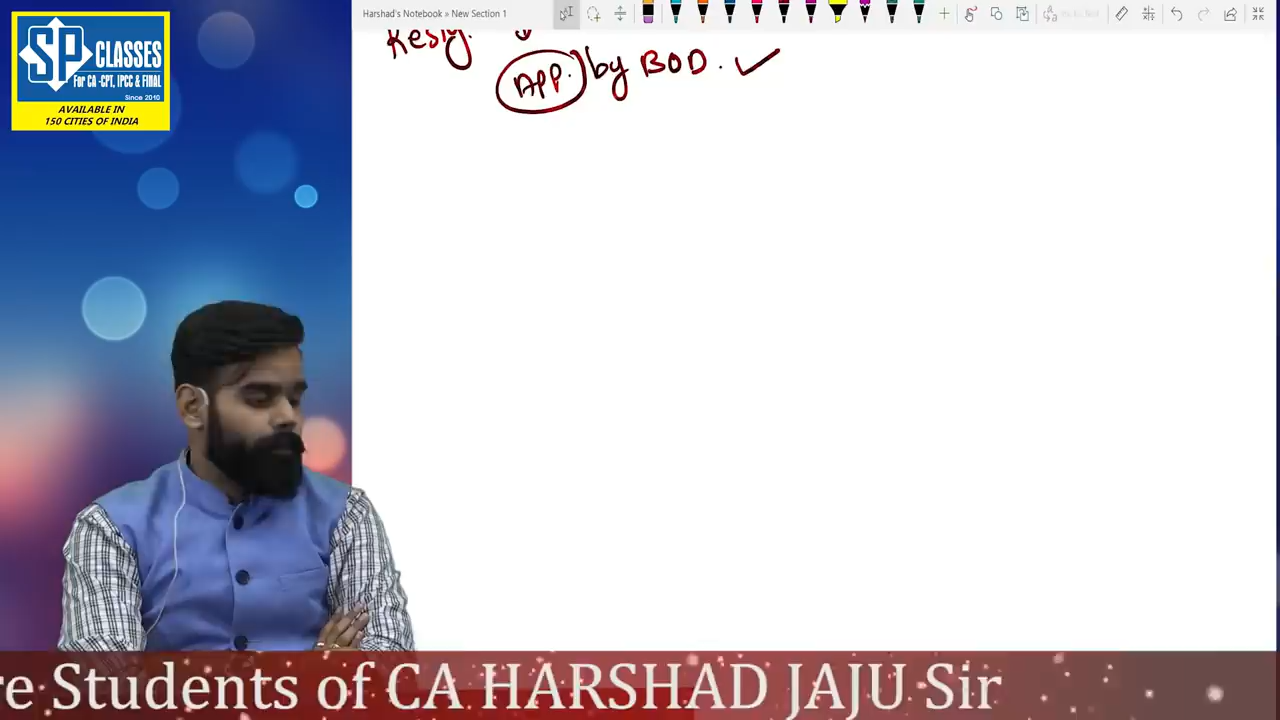 SP CLASSES
For CA -CPT, IPCC & FINAL
Since 2010
AVAILABLE IN
150 CITIES OF INDIA
Harshad's Notebook » New Section 1
Resig.
App. by BOD.
re Students of CA HARSHAD JAJU Sir